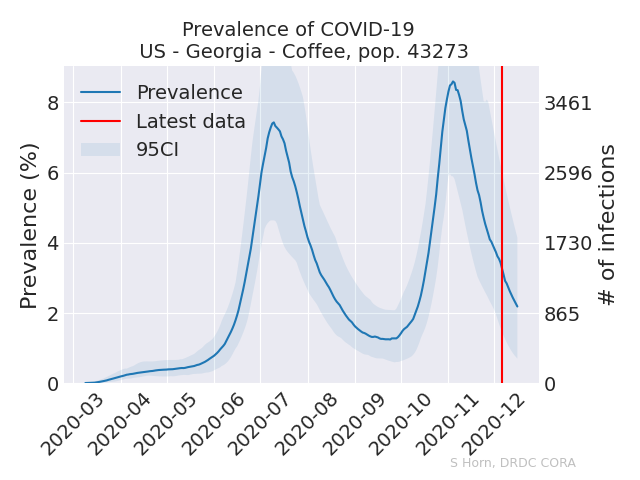 Prevalence of COVID-19
US - Georgia - Coffee, pop. 43273
Prevalence
Latest data
95CI
Prevalence (%)
8
6
4
2
0
3461
2596
1730
865
0
# of infections
2020-03
2020-04
2020-05
2020-06
2020-07
2020-08
2020-09
2020-10
2020-11
2020-12
S Horn, DRDC CORA